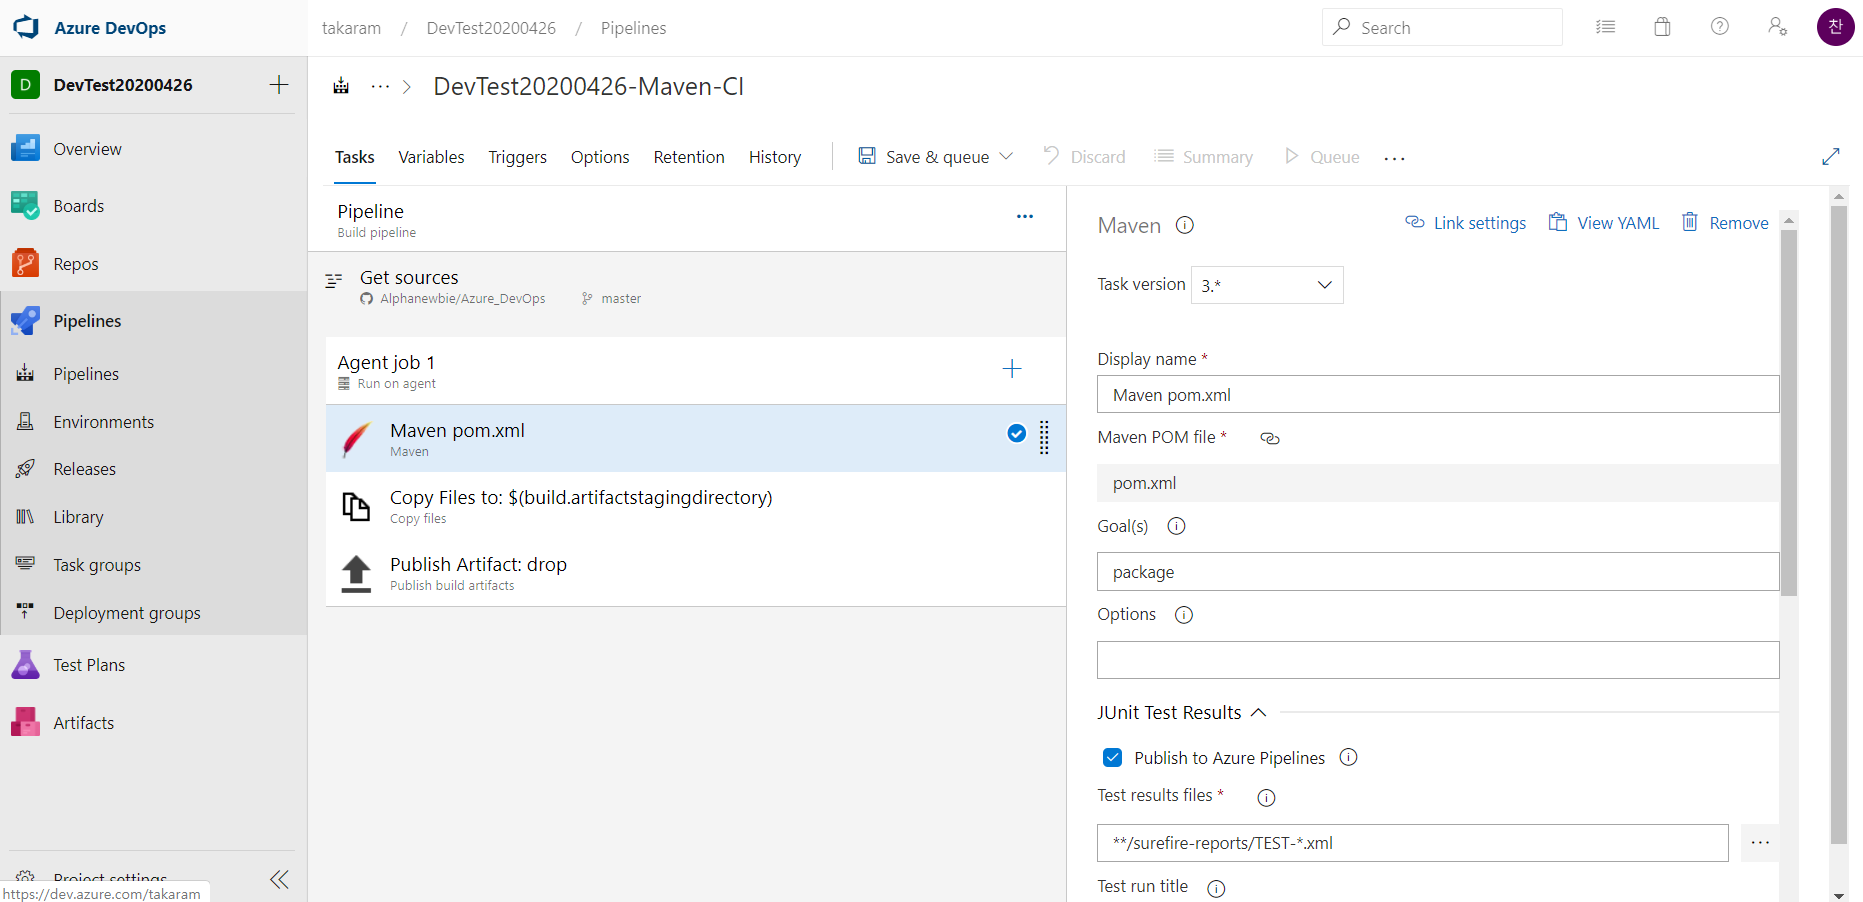 Azure DevOps
takaram / DevTest20200426 / Pipelines
Search
찬
D DevTest20200426
Overview
Boards
Repos
Pipelines
Pipelines
Environments
Releases
Library
Task groups
Deployment groups
Test Plans
Artifacts
Project settings
https://dev.azure.com/takaram
··· > DevTest20200426-Maven-CI
Tasks Variables Triggers Options Retention History Save & queue Discard Summary Queue ···
Pipeline
Build pipeline
Get sources
Alphanewbie/Azure_DevOps master
Agent job 1
Run on agent
Maven pom.xml
Maven
Copy Files to: $(build.artifactstagingdirectory)
Copy files
Publish Artifact: drop
Publish build artifacts
Maven Link settings View YAML Remove
Task version 3.*
Display name *
Maven pom.xml
Maven POM file *
pom.xml
Goal(s)
package
Options
JUnit Test Results
Publish to Azure Pipelines
Test results files *
**/surefire-reports/TEST-*.xml ···
Test run title